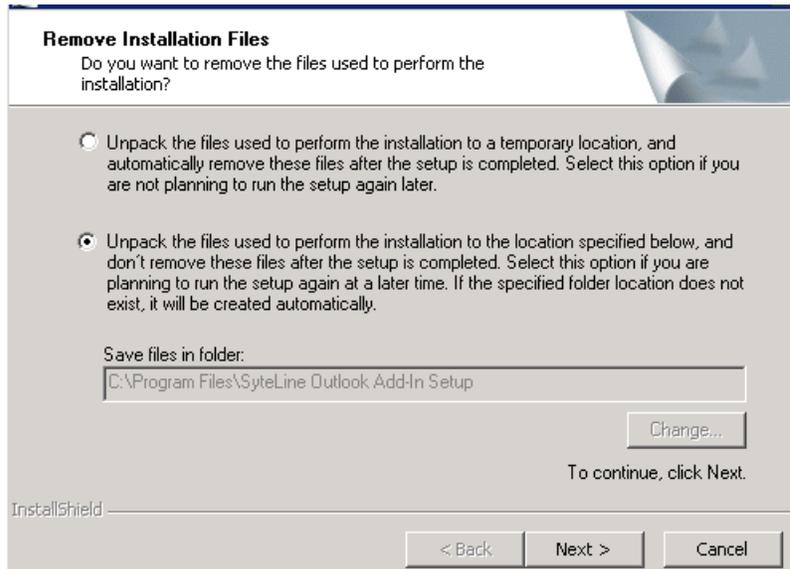 Remove Installation Files
Do you want to remove the files used to perform the
installation?
Unpack the files used to perform the installation to a temporary location, and
automatically remove these files after the setup is completed. Select this option if you
are not planning to run the setup again later.
Unpack the files used to perform the installation to the location specified below, and
don´t remove these files after the setup is completed. Select this option if you are
planning to run the setup again at a later time. If the specified folder location does not
exist, it will be created automatically.
Save files in folder:
C:\Program Files\SyteLine Outlook Add-In Setup
Change...
To continue, click Next.
InstallShield
< Back
Next >
Cancel